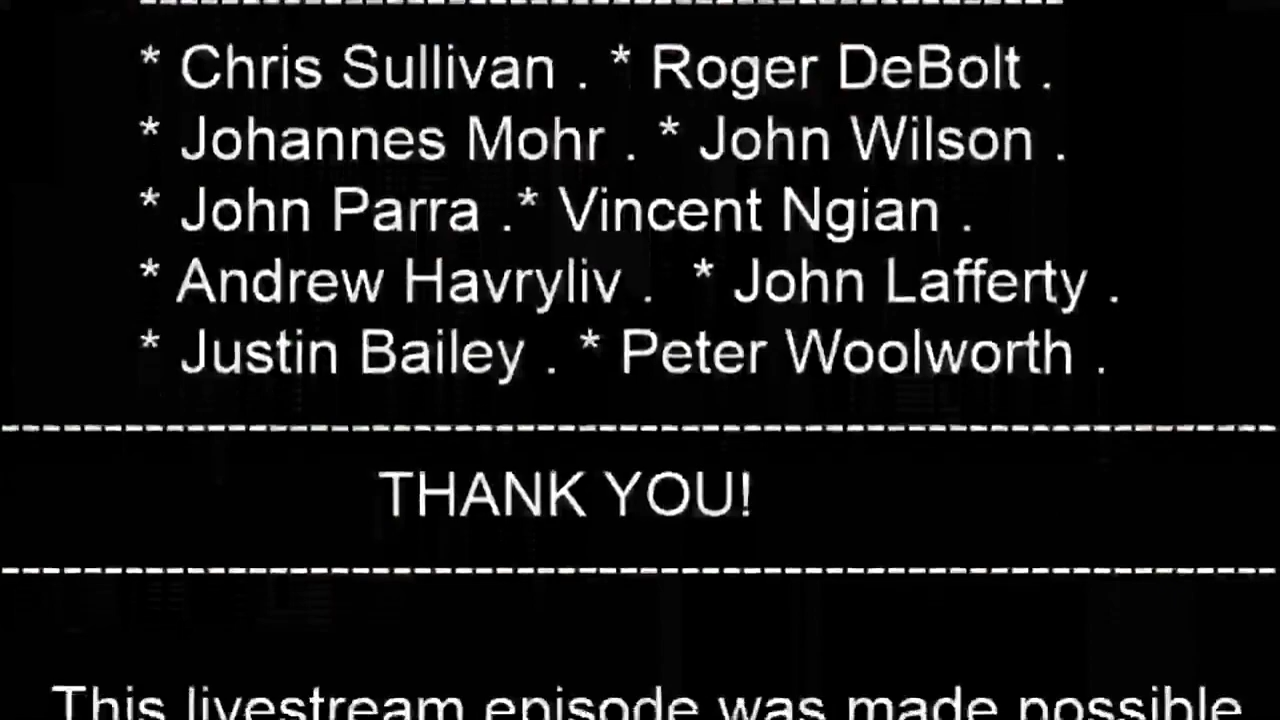 * Chris Sullivan . * Roger DeBolt .
* Johannes Mohr . * John Wilson .
* John Parra .* Vincent Ngian .
* Andrew Havryliv .  * John Lafferty .
* Justin Bailey . * Peter Woolworth .
THANK YOU!
This livestream episode was made possible